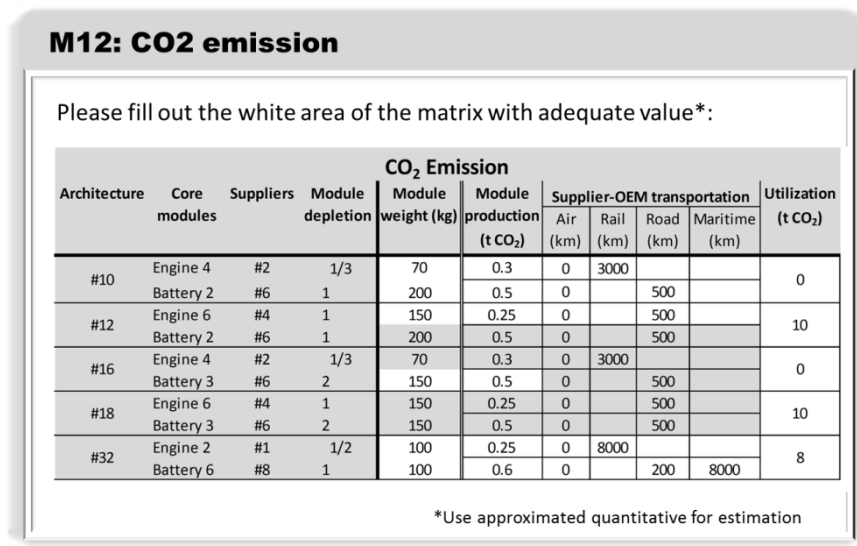 M12: CO2 emission
Please fill out the white area of the matrix with adequate value*:
CO₂ Emission
Architecture Core modules Suppliers Module depletion Module weight (kg) Module production (t CO₂) Supplier-OEM transportation Utilization (t CO₂)
Air (km) Rail (km) Road (km) Maritime (km)
#10 Engine 4 #2 1/3 70 0.3 0 3000 0
Battery 2 #6 1 200 0.5 0 500
#12 Engine 6 #4 1 150 0.25 0 500 10
Battery 2 #6 1 200 0.5 0 500
#16 Engine 4 #2 1/3 70 0.3 0 3000 0
Battery 3 #6 2 150 0.5 0 500
#18 Engine 6 #4 1 150 0.25 0 500 10
Battery 3 #6 2 150 0.5 0 500
#32 Engine 2 #1 1/2 100 0.25 0 8000 8
Battery 6 #8 1 100 0.6 0 200 8000
*Use approximated quantitative for estimation